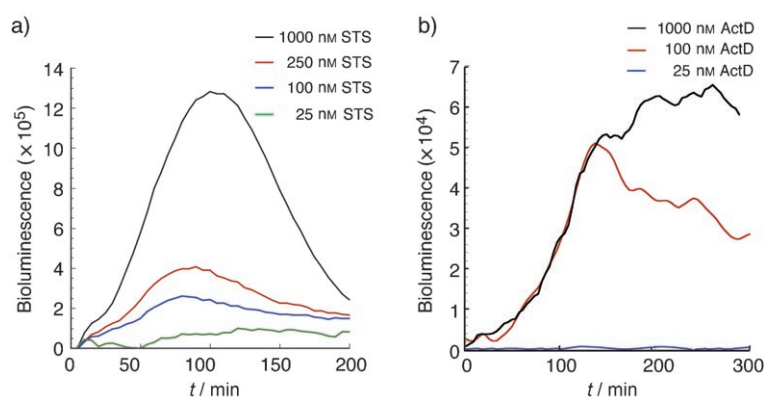 a)
1000 nM STS
250 nM STS
100 nM STS
25 nM STS
Bioluminescence (× 10⁵)
14
12
10
8
6
4
2
0
0 50 100 150 200
t / min
b)
1000 nM ActD
100 nM ActD
25 nM ActD
Bioluminescence (× 10⁴)
7
6
5
4
3
2
1
0
0 100 200 300
t / min